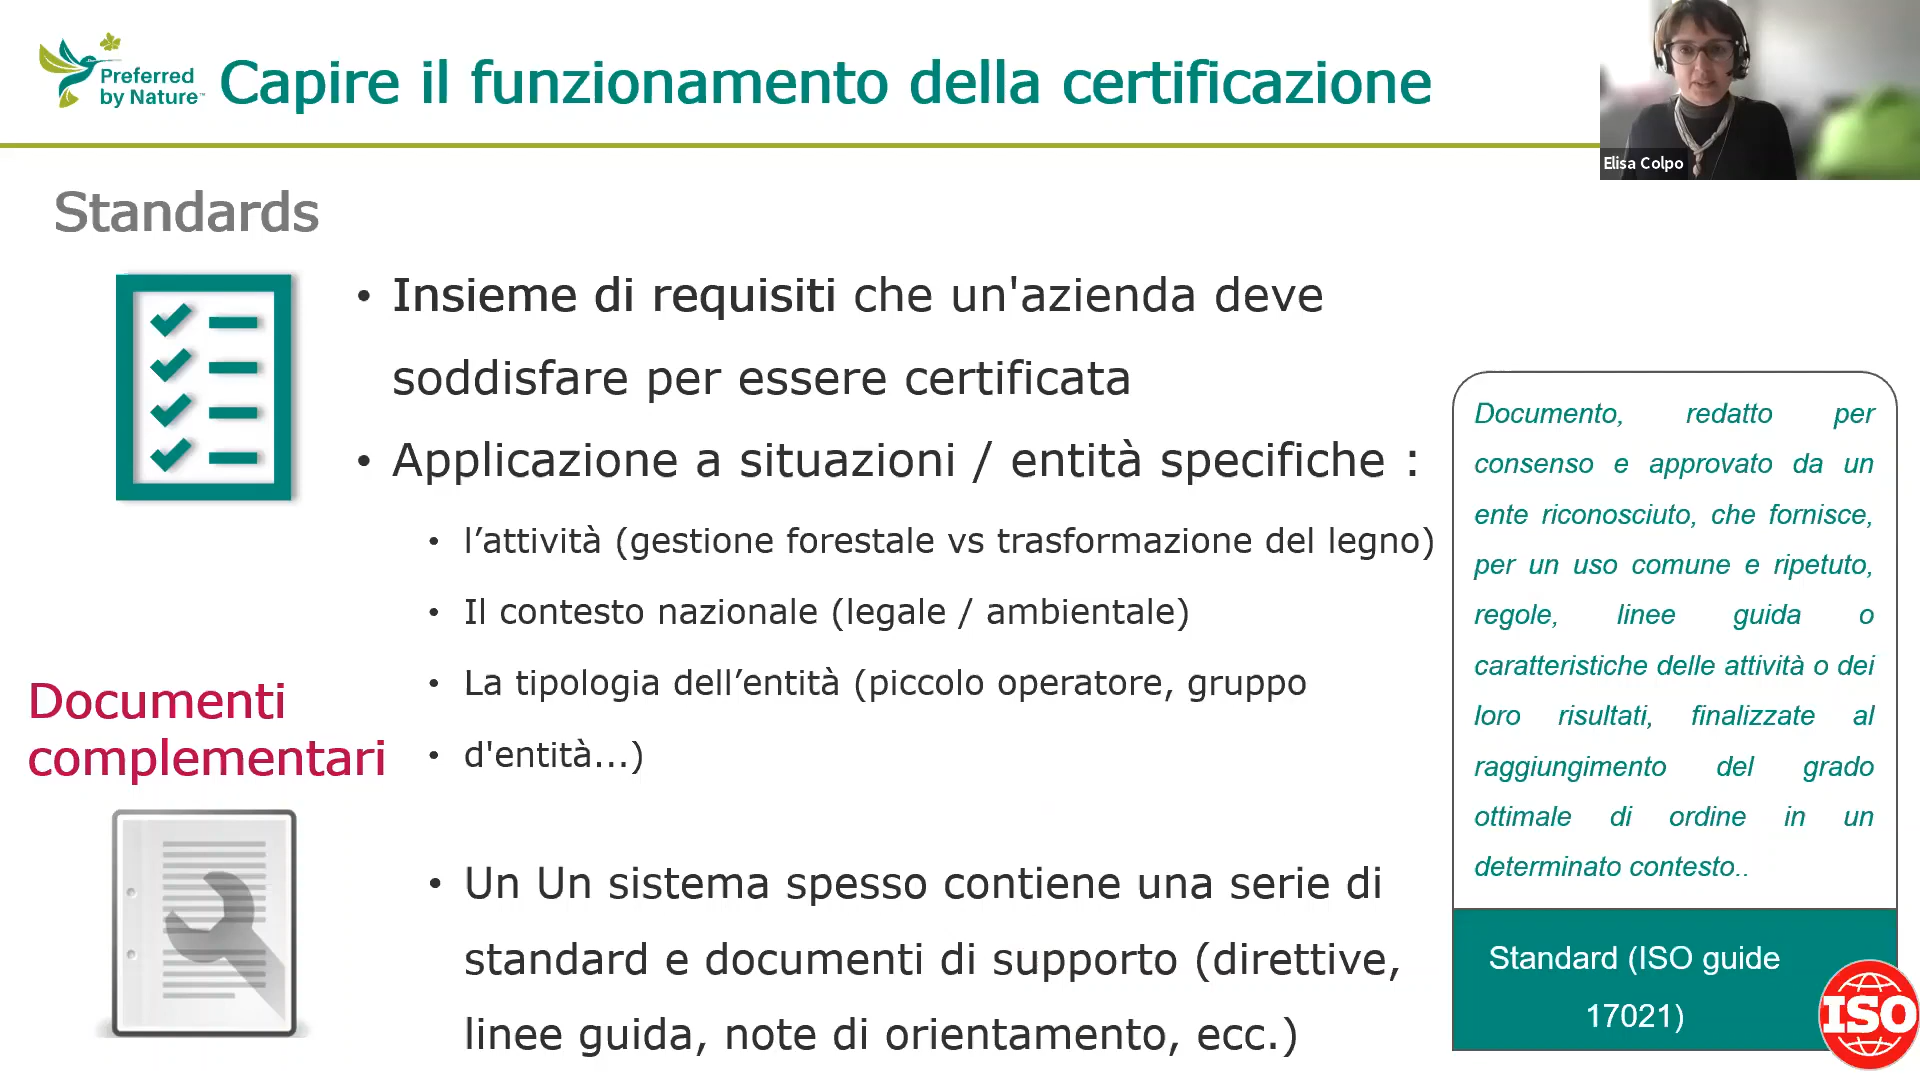 Preferred
by Nature™
Capire il funzionamento della certificazione
Elisa Colpo
Standards
• Insieme di requisiti che un'azienda deve
soddisfare per essere certificata
• Applicazione a situazioni / entità specifiche :
• l’attività (gestione forestale vs trasformazione del legno)
• Il contesto nazionale (legale / ambientale)
• La tipologia dell’entità (piccolo operatore, gruppo
• d'entità...)
Documenti
complementari
• Un Un sistema spesso contiene una serie di
standard e documenti di supporto (direttive,
linee guida, note di orientamento, ecc.)
Documento, redatto per
consenso e approvato da un
ente riconosciuto, che fornisce,
per un uso comune e ripetuto,
regole, linee guida o
caratteristiche delle attività o dei
loro risultati, finalizzate al
raggiungimento del grado
ottimale di ordine in un
determinato contesto..
Standard (ISO guide
17021)
ISO